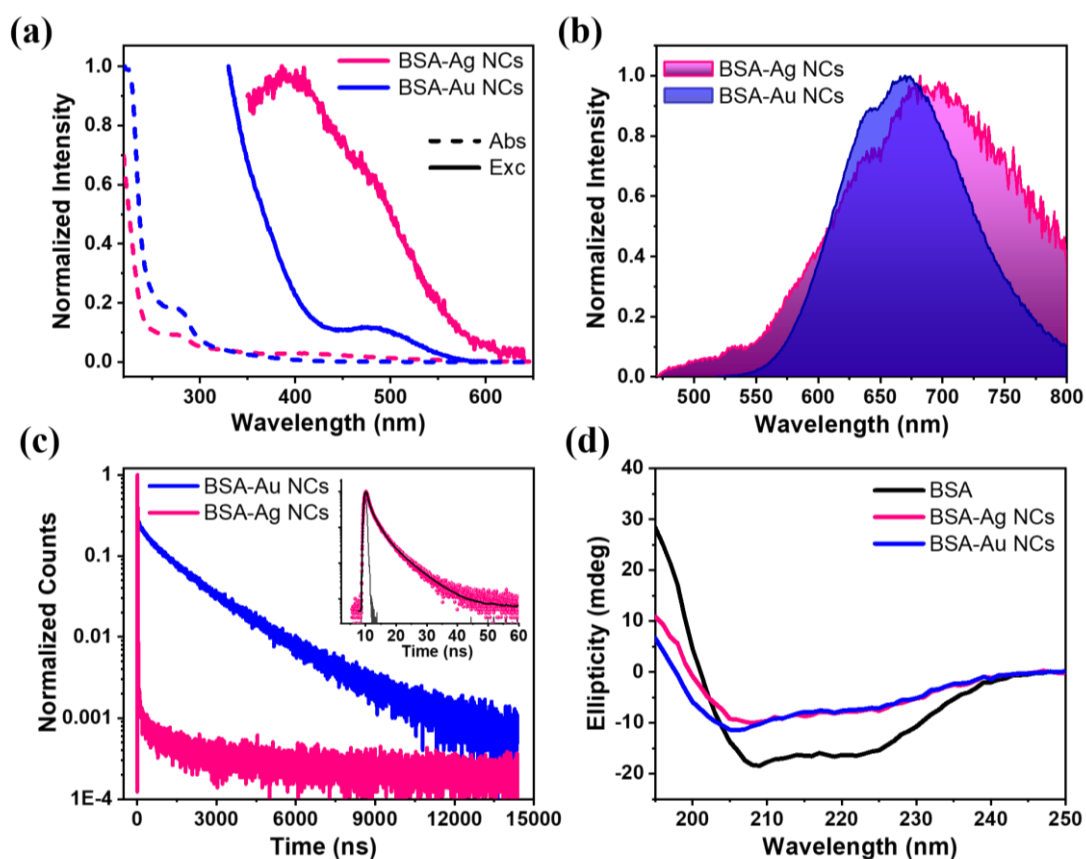 (a)
BSA-Ag NCs
BSA-Au NCs
Abs
Exc
Normalized Intensity
1.0
0.8
0.6
0.4
0.2
0.0
300
400
500
600
Wavelength (nm)
(b)
BSA-Ag NCs
BSA-Au NCs
Normalized Intensity
1.0
0.8
0.6
0.4
0.2
0.0
500
550
600
650
700
750
800
Wavelength (nm)
(c)
BSA-Au NCs
BSA-Ag NCs
Normalized Counts
1
0.1
0.01
0.001
1E-4
0
3000
6000
9000
12000
15000
Time (ns)
10
20
30
40
50
60
Time (ns)
(d)
BSA
BSA-Ag NCs
BSA-Au NCs
Ellipticity (mdeg)
40
30
20
10
0
-10
-20
200
210
220
230
240
250
Wavelength (nm)